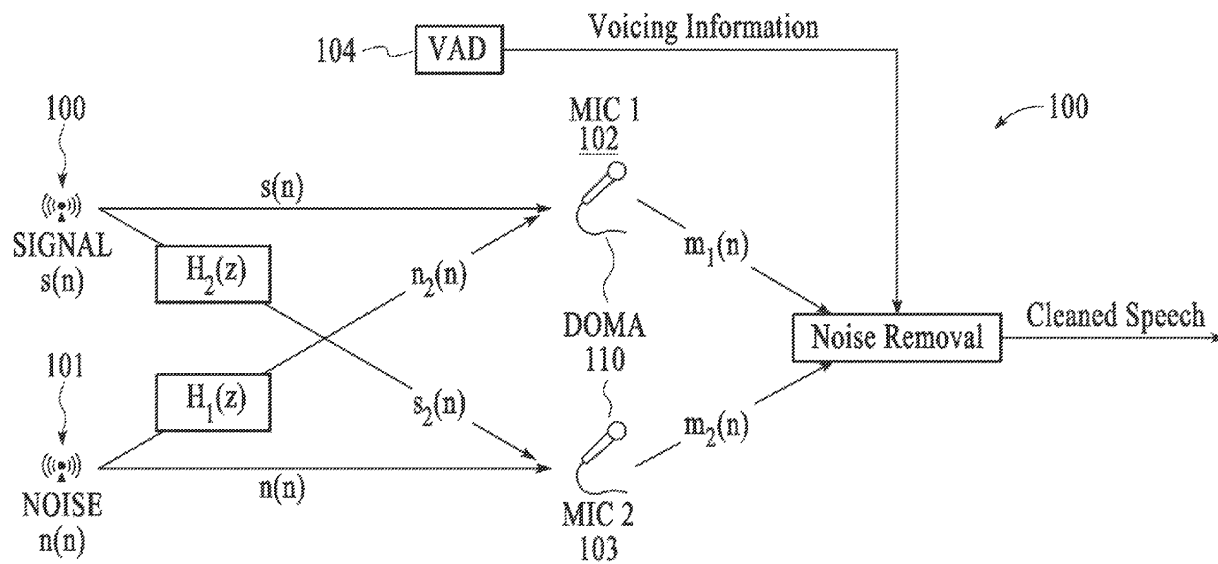 Voicing Information
104
VAD
100
MIC 1
102
100
s(n)
SIGNAL
s(n)
H2(z)
n2(n)
m1(n)
DOMA
110
Noise Removal
Cleaned Speech
101
H1(z)
s2(n)
m2(n)
NOISE
n(n)
n(n)
MIC 2
103